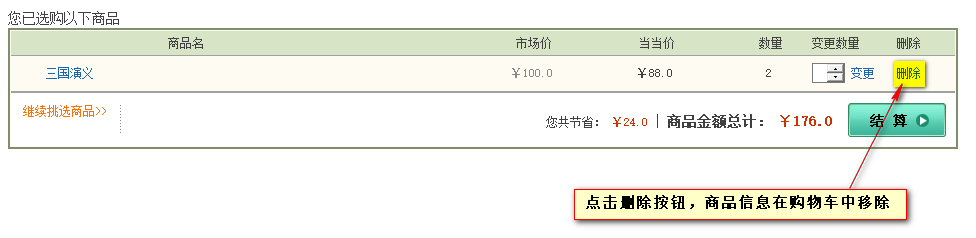 您已选购以下商品
商品名 市场价 当当价 数量 变更数量 删除
三国演义 ￥100.0 ￥88.0 2 变更 删除
继续挑选商品>>
您共节省： ￥24.0 | 商品金额总计： ￥176.0 结 算
点击删除按钮，商品信息在购物车中移除